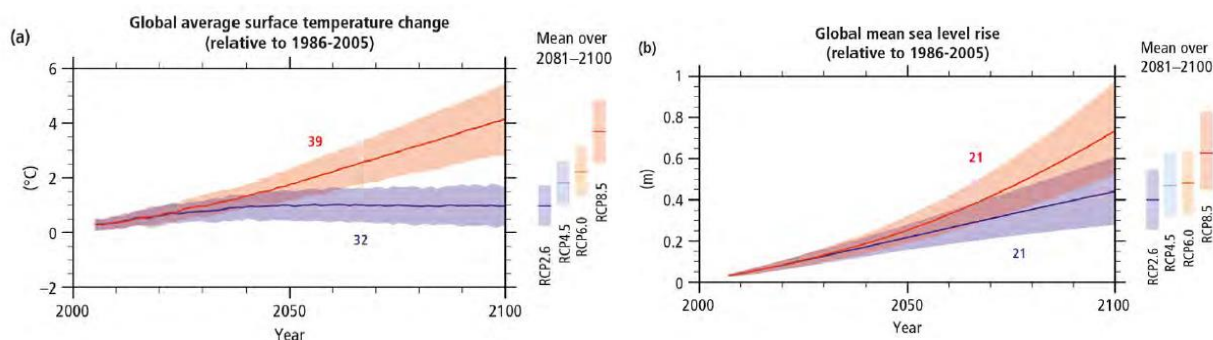 (a)
Global average surface temperature change
(relative to 1986-2005)
Mean over
2081–2100
6
4
2
0
−2
(°C)
39
32
2000
2050
2100
Year
RCP2.6
RCP4.5
RCP6.0
RCP8.5
(b)
Global mean sea level rise
(relative to 1986-2005)
Mean over
2081–2100
1
0.8
0.6
0.4
0.2
0
(m)
21
21
2000
2050
2100
Year
RCP2.6
RCP4.5
RCP6.0
RCP8.5